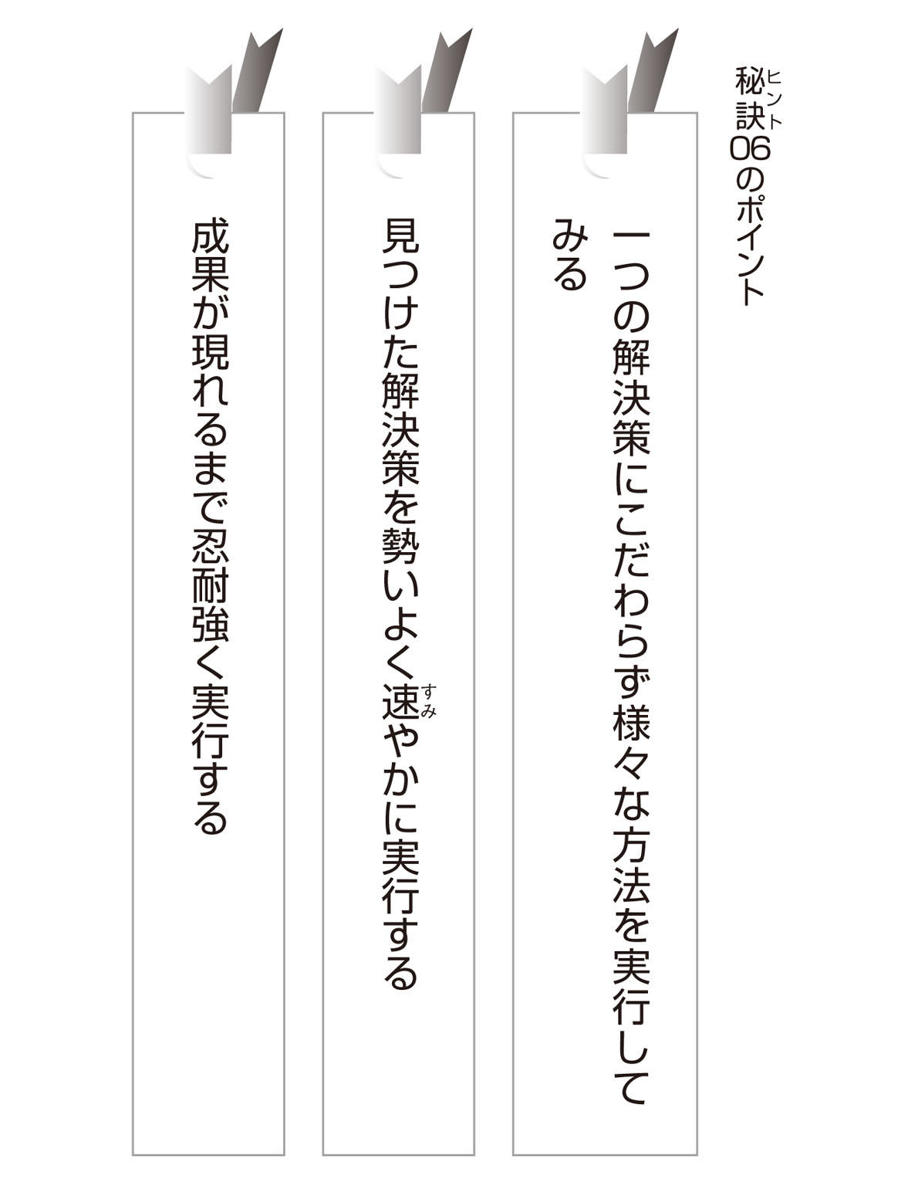 秘訣06のポイント
ヒント
一つの解決策にこだわらず様々な方法を実行して
みる
見つけた解決策を勢いよく速やかに実行する
すみ
成果が現れるまで忍耐強く実行する